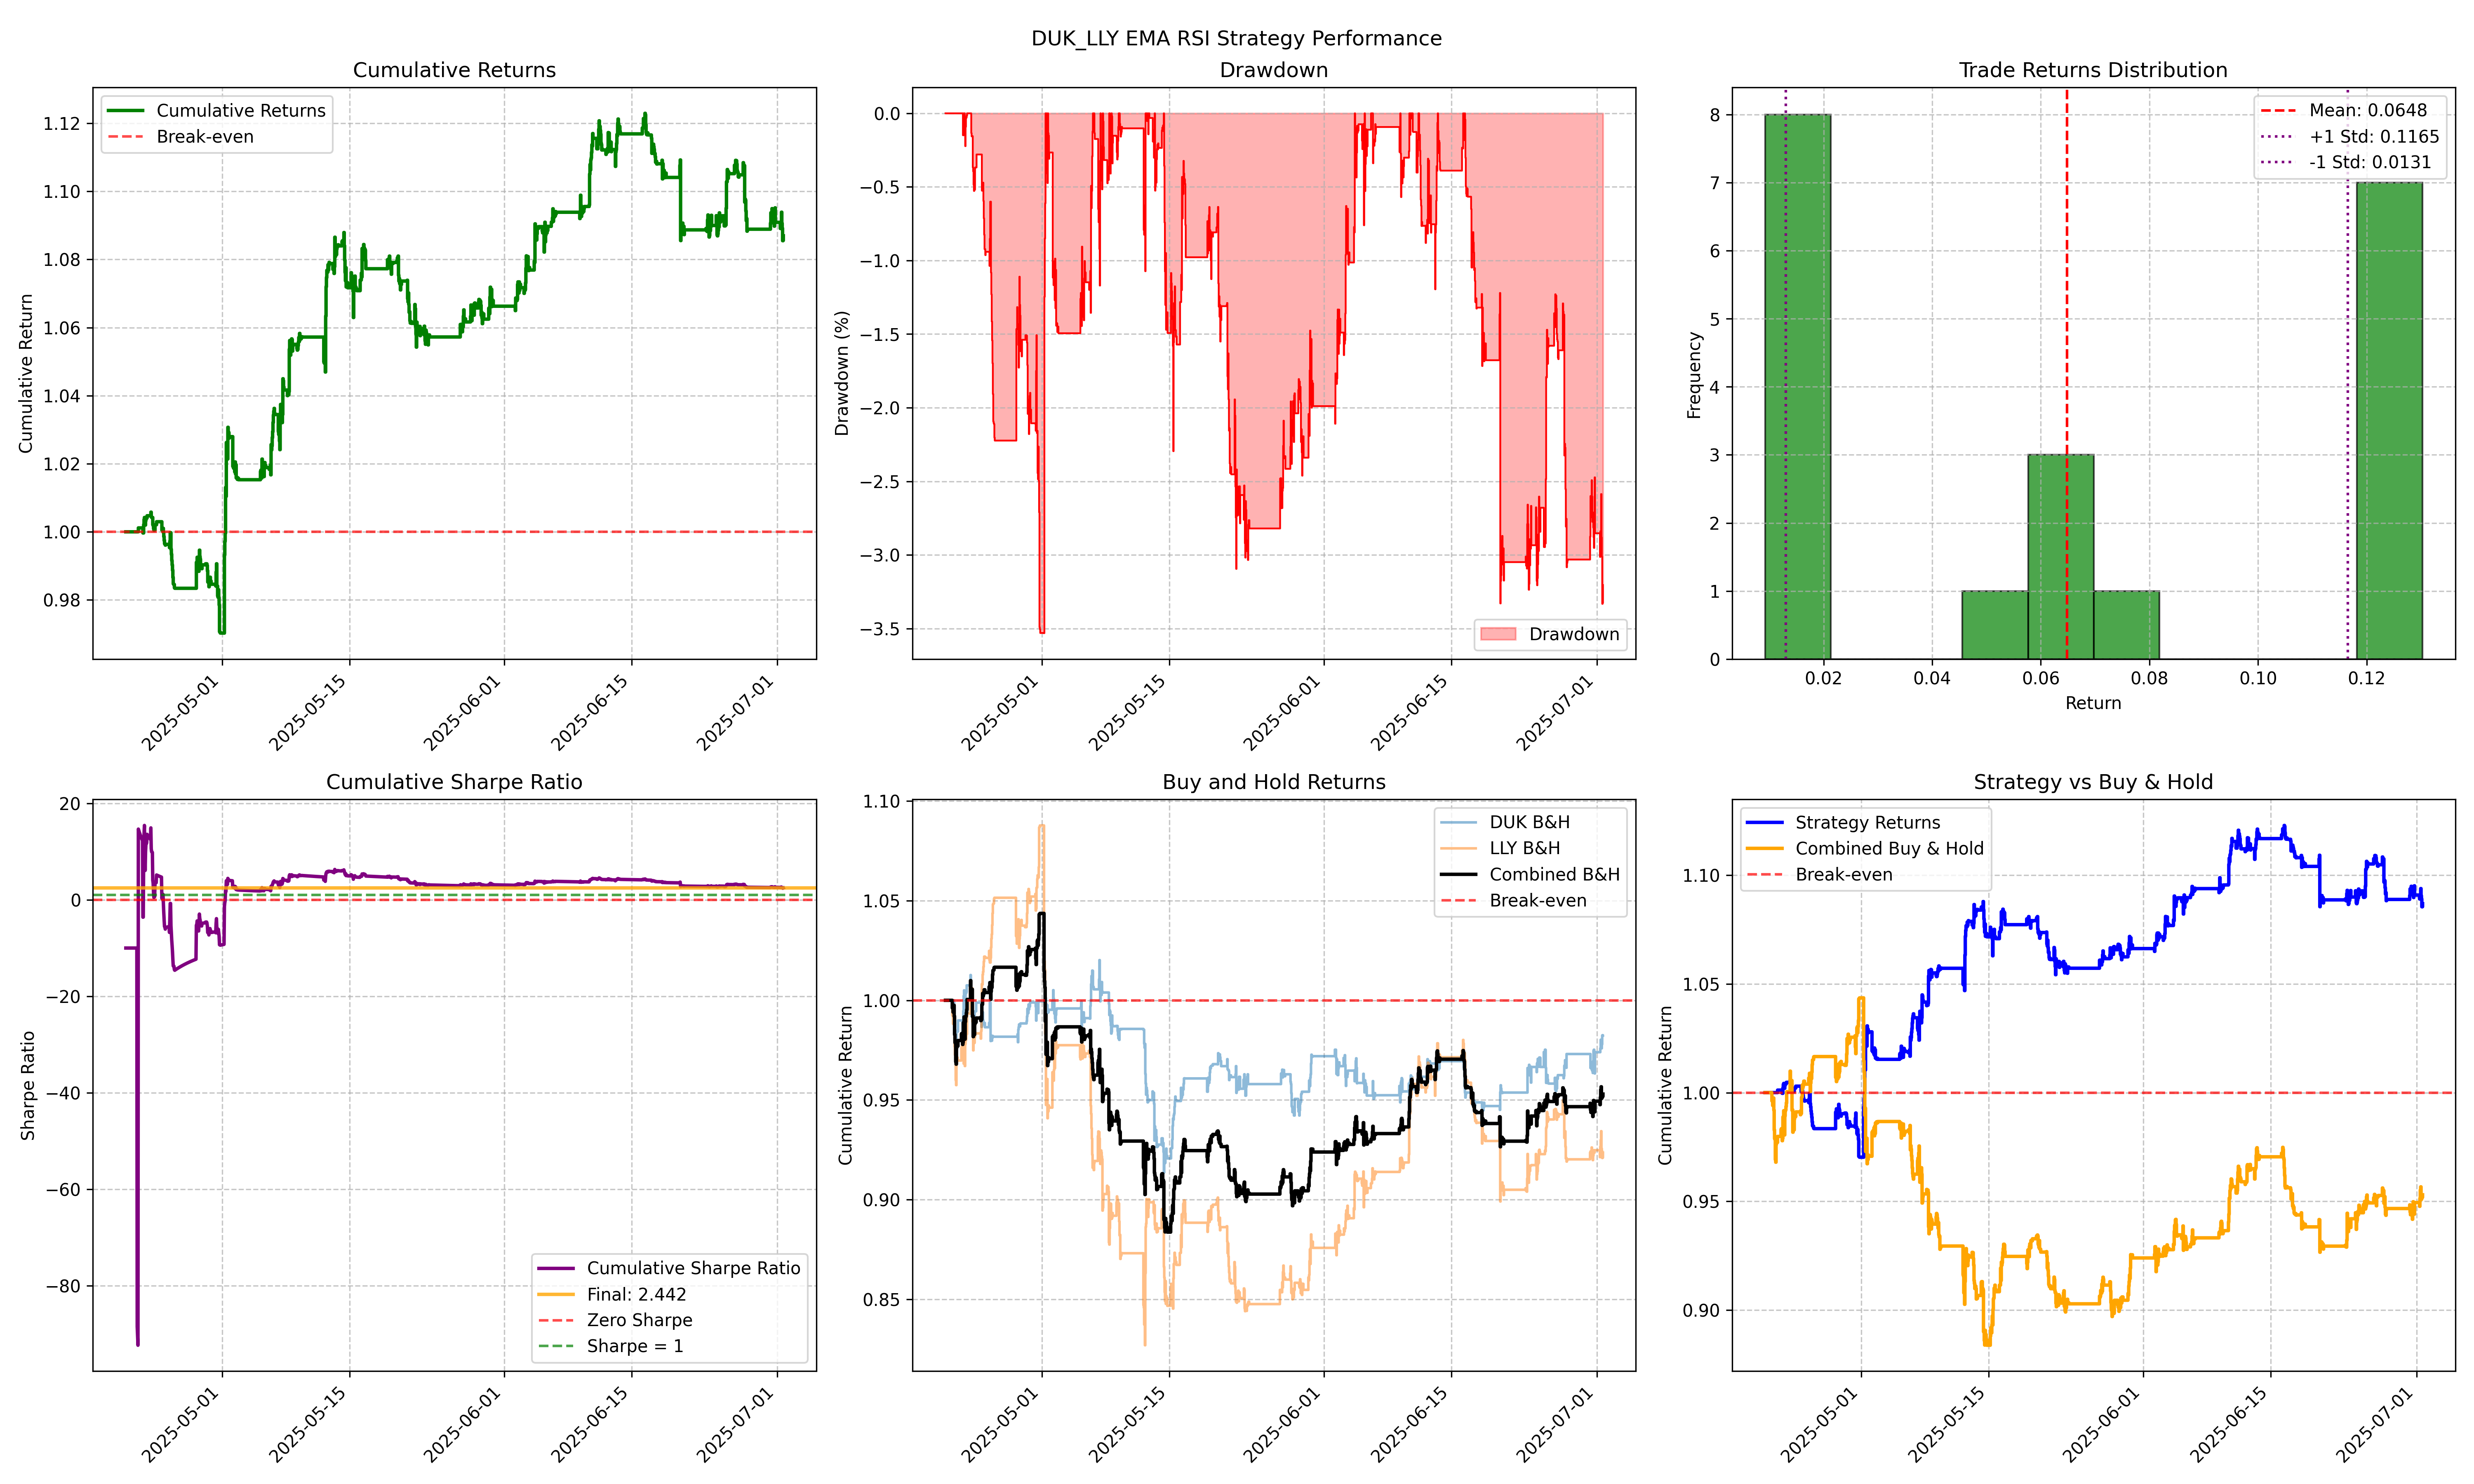 DUK_LLY EMA RSI Strategy Performance
Cumulative Returns
Cumulative Returns
Break-even
1.12
1.10
1.08
1.06
1.04
1.02
1.00
0.98
Cumulative Return
2025-05-01
2025-05-15
2025-06-01
2025-06-15
2025-07-01
Drawdown
0.0
−0.5
−1.0
−1.5
−2.0
−2.5
−3.0
−3.5
Drawdown (%)
Drawdown
2025-05-01
2025-05-15
2025-06-01
2025-06-15
2025-07-01
Trade Returns Distribution
Mean: 0.0648
+1 Std: 0.1165
-1 Std: 0.0131
8
7
6
5
4
3
2
1
0
Frequency
0.02
0.04
0.06
0.08
0.10
0.12
Return
Cumulative Sharpe Ratio
20
0
−20
−40
−60
−80
Sharpe Ratio
Cumulative Sharpe Ratio
Final: 2.442
Zero Sharpe
Sharpe = 1
2025-05-01
2025-05-15
2025-06-01
2025-06-15
2025-07-01
Buy and Hold Returns
DUK B&H
LLY B&H
Combined B&H
Break-even
1.10
1.05
1.00
0.95
0.90
0.85
Cumulative Return
2025-05-01
2025-05-15
2025-06-01
2025-06-15
2025-07-01
Strategy vs Buy & Hold
Strategy Returns
Combined Buy & Hold
Break-even
1.10
1.05
1.00
0.95
0.90
Cumulative Return
2025-05-01
2025-05-15
2025-06-01
2025-06-15
2025-07-01